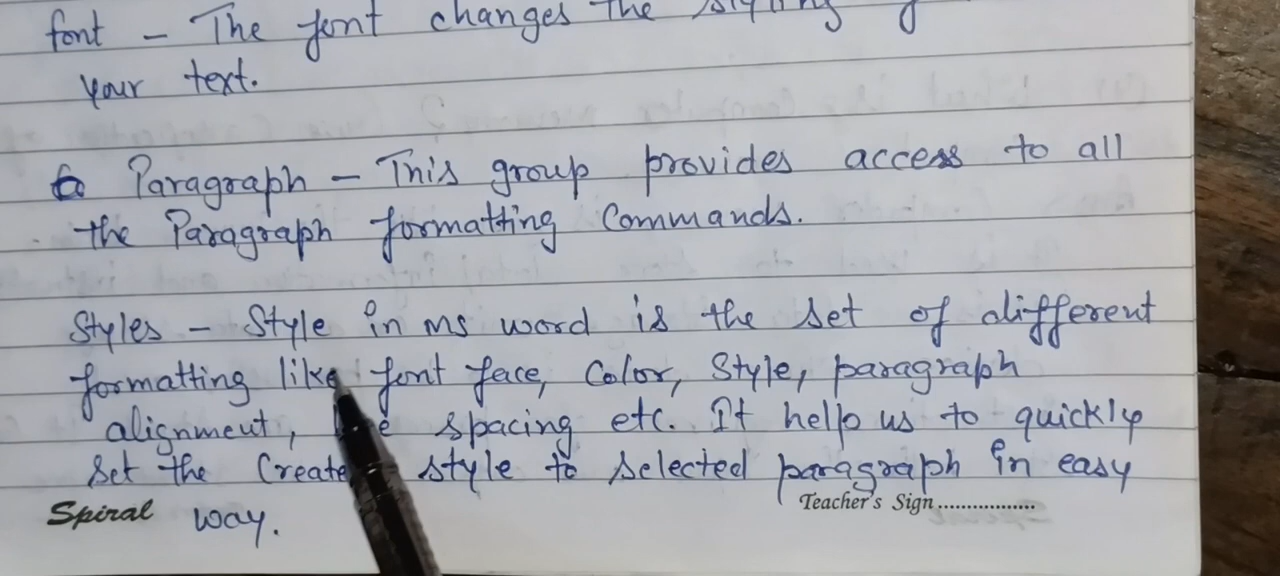 font - The font changes the styling
your text.
Paragraph - This group provides access to all
the Paragraph formatting Commands.
Styles - Style in ms word is the set of different
formatting like font face, Color, Style, paragraph
alignment, spacing etc. It help us to quickly
set the Create style to selected paragraph in easy
Teacher's Sign..................
Spiral way.